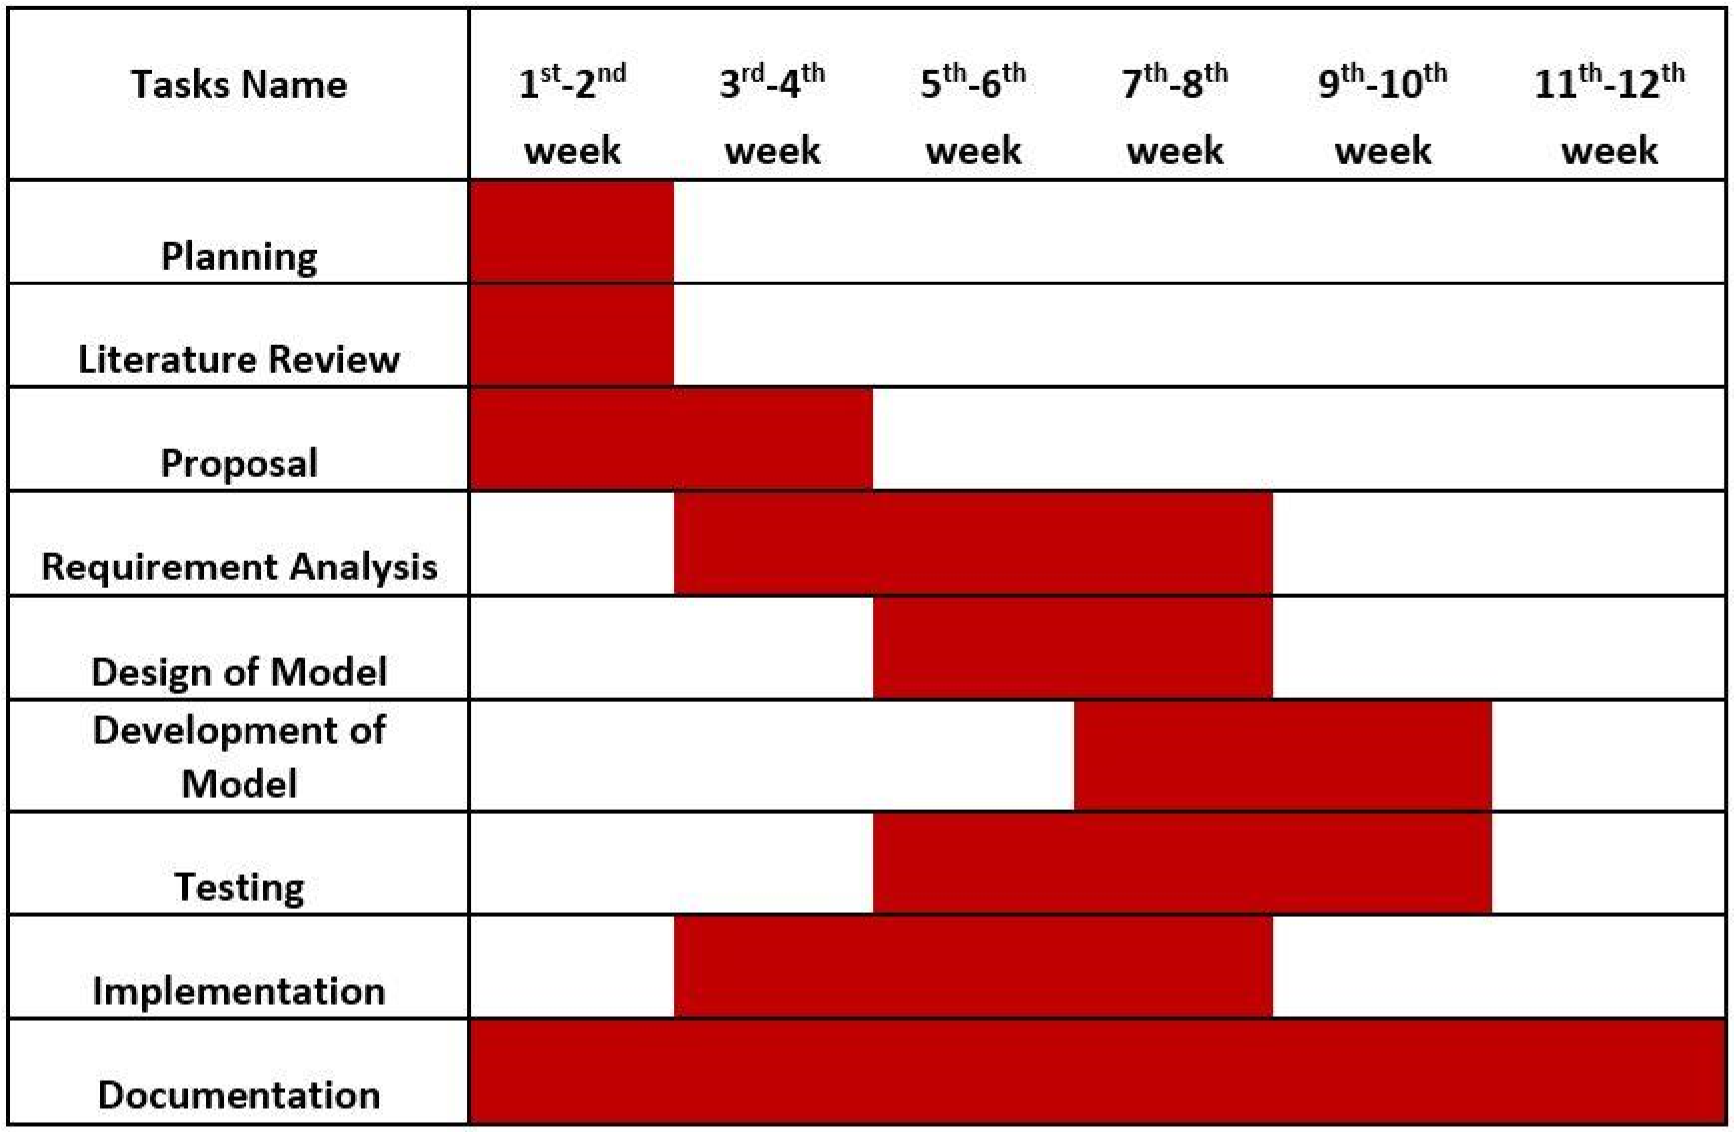 Tasks Name
1st-2nd week
3rd-4th week
5th-6th week
7th-8th week
9th-10th week
11th-12th week
Planning
Literature Review
Proposal
Requirement Analysis
Design of Model
Development of
Model
Testing
Implementation
Documentation